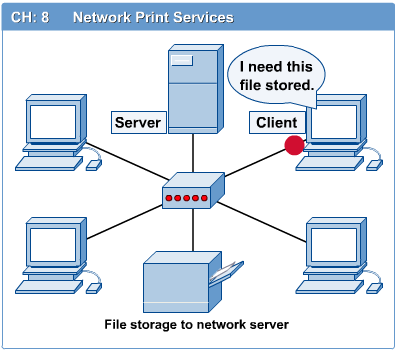 CH: 8 Network Print Services
I need this
file stored.
Server
Client
File storage to network server